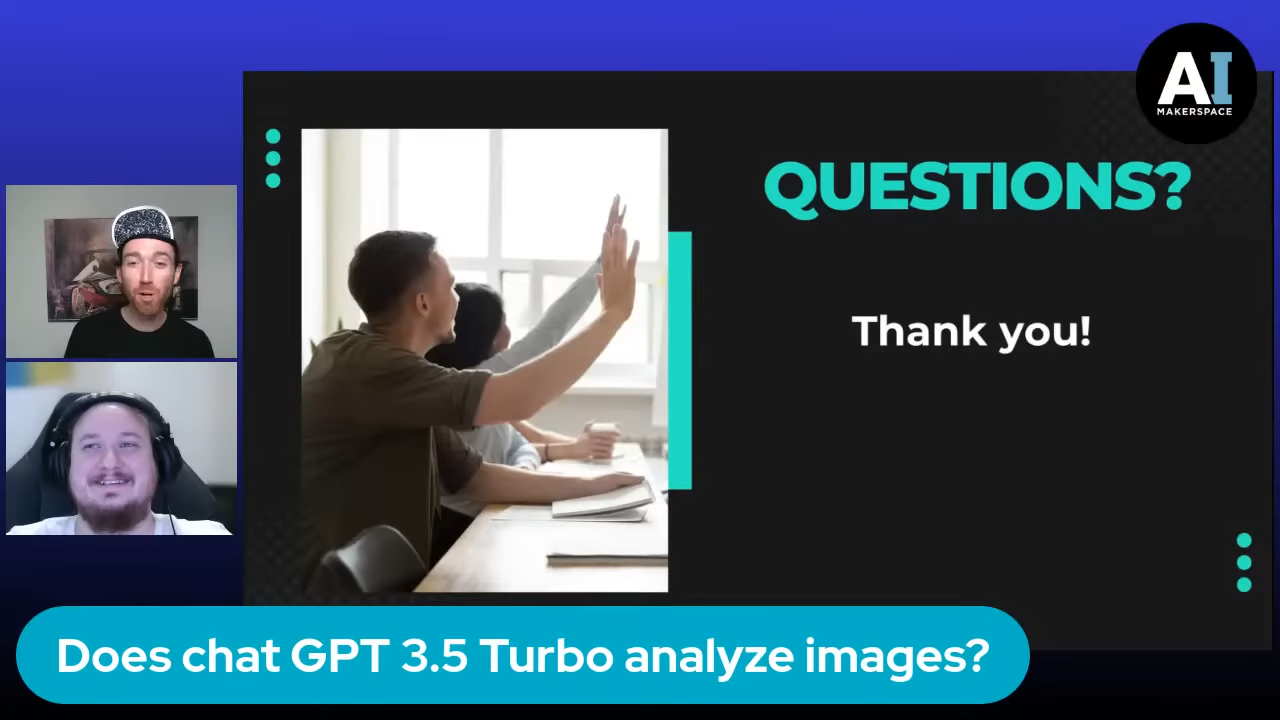 AI
MAKERSPACE
QUESTIONS?
Thank you!
Does chat GPT 3.5 Turbo analyze images?